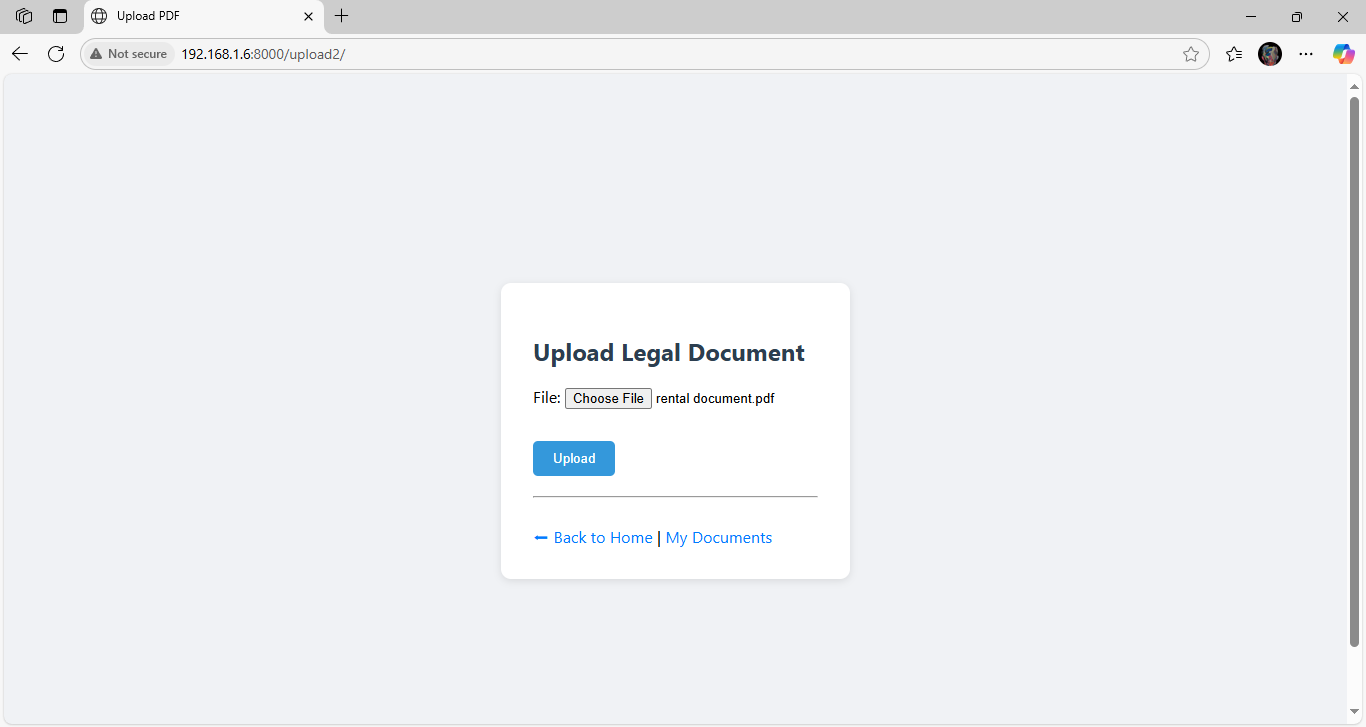 Upload PDF
Not secure 192.168.1.6:8000/upload2/
Upload Legal Document
File: Choose File rental document.pdf
Upload
Back to Home | My Documents